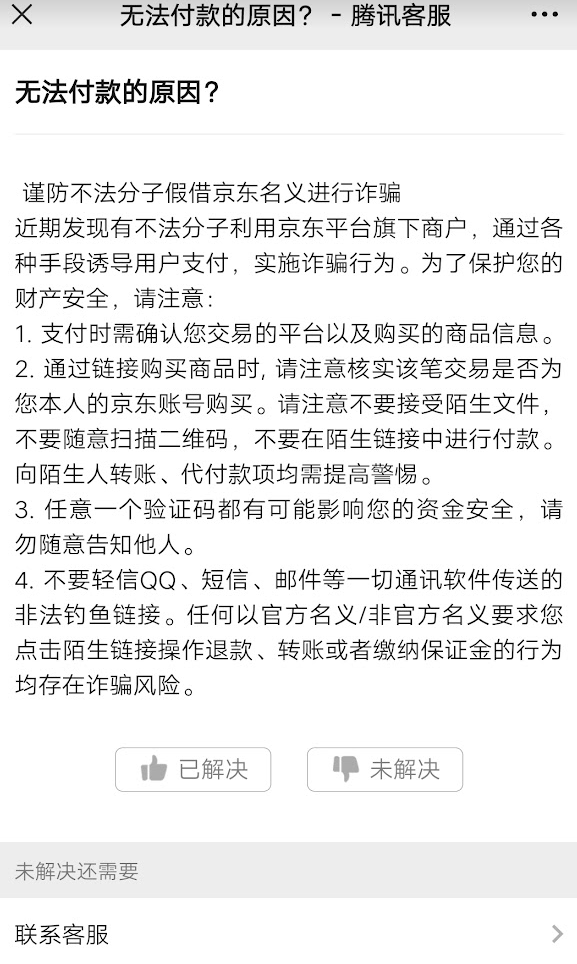 无法付款的原因？ - 腾讯客服
无法付款的原因？
谨防不法分子假借京东名义进行诈骗
近期发现有不法分子利用京东平台旗下商户，通过各
种手段诱导用户支付，实施诈骗行为。为了保护您的
财产安全，请注意：
1. 支付时需确认您交易的平台以及购买的商品信息。
2. 通过链接购买商品时, 请注意核实该笔交易是否为
您本人的京东账号购买。请注意不要接受陌生文件，
不要随意扫描二维码，不要在陌生链接中进行付款。
向陌生人转账、代付款项均需提高警惕。
3. 任意一个验证码都有可能影响您的资金安全，请
勿随意告知他人。
4. 不要轻信QQ、短信、邮件等一切通讯软件传送的
非法钓鱼链接。任何以官方名义/非官方名义要求您
点击陌生链接操作退款、转账或者缴纳保证金的行为
均存在诈骗风险。
已解决 未解决
未解决还需要
联系客服